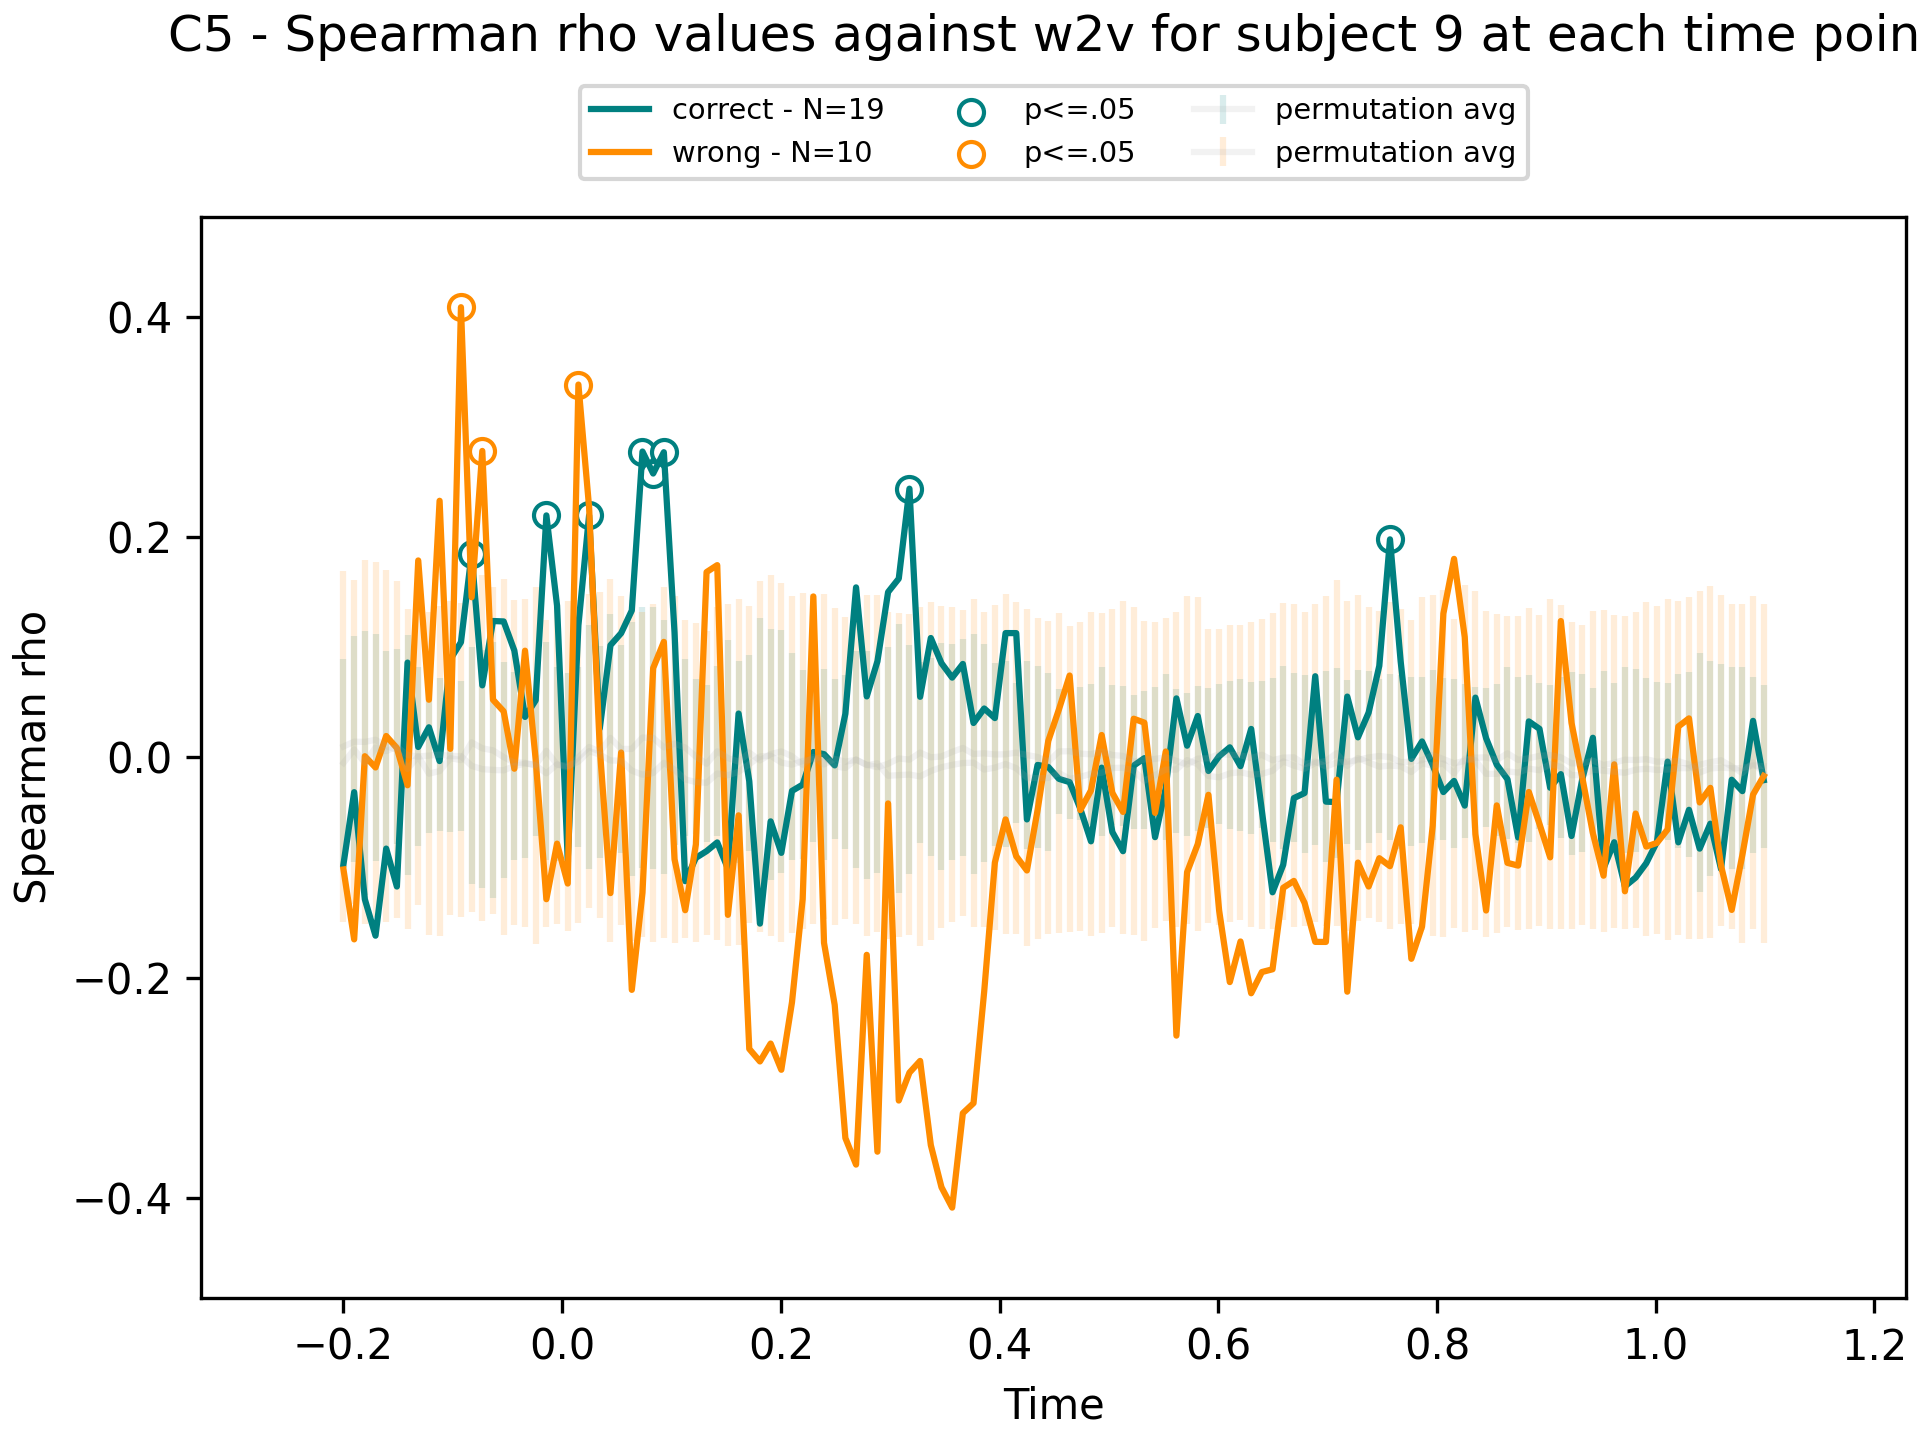 C5 - Spearman rho values against w2v for subject 9 at each time poin
correct - N=19
wrong - N=10
p<=.05
p<=.05
permutation avg
permutation avg
Spearman rho
0.4
0.2
0.0
−0.2
−0.4
−0.2
0.0
0.2
0.4
0.6
0.8
1.0
1.2
Time